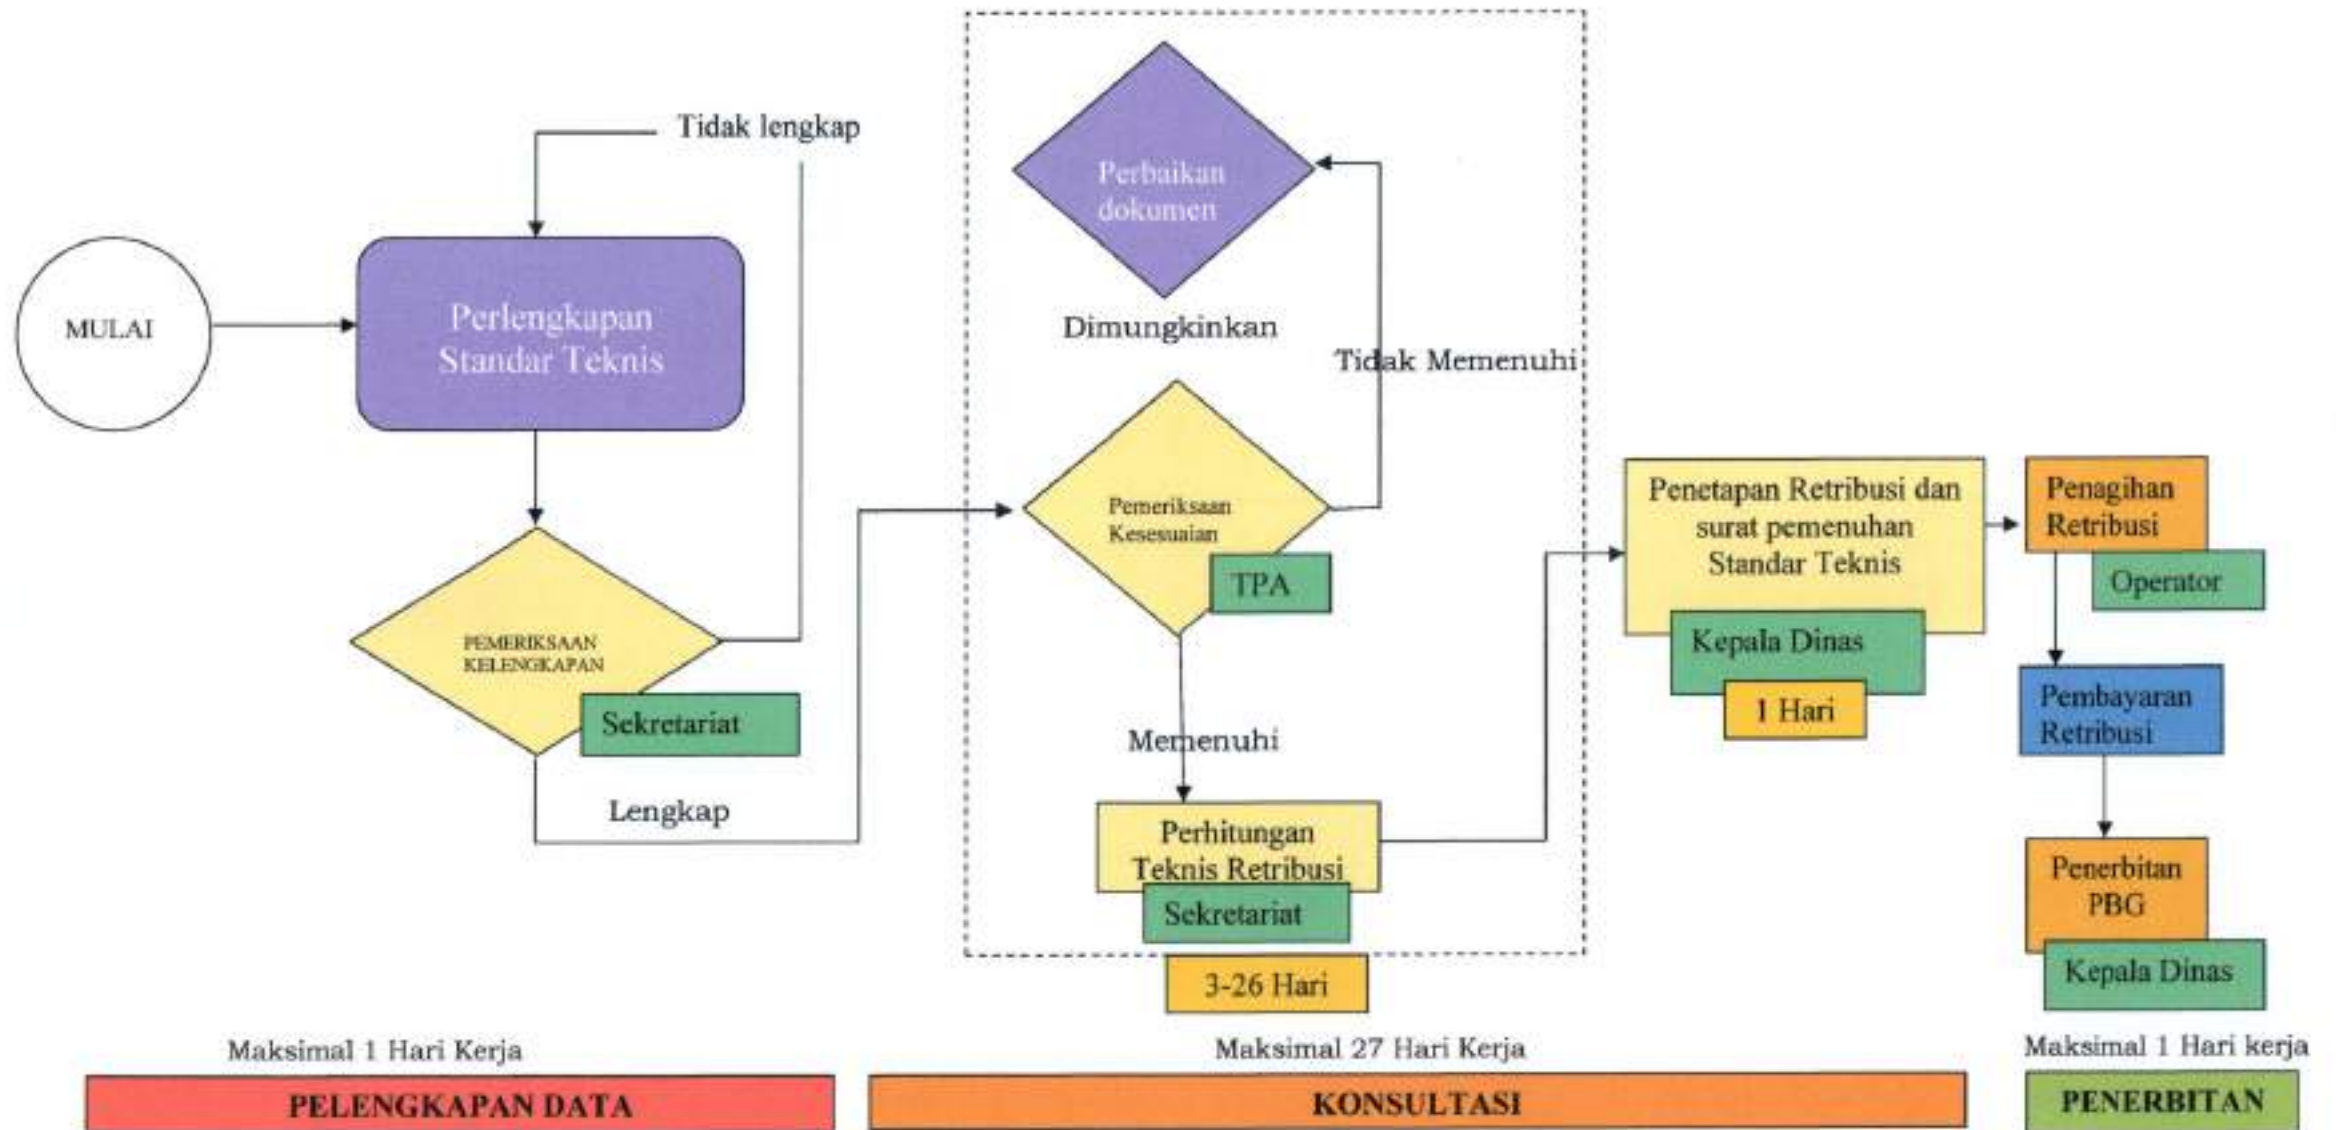 Tidak lengkap
MULAI
Perlengkapan
Standar Teknis
PEMERIKSAAN
KELENGKAPAN
Sekretariat
Lengkap
Perbaikan
dokumen
Dimungkinkan
Tidak Memenuhi
Pemeriksaan
Kesesuaian
TPA
Memenuhi
Perhitungan
Teknis Retribusi
Sekretariat
3-26 Hari
Penetapan Retribusi dan
surat pemenuhan
Standar Teknis
Kepala Dinas
1 Hari
Penagihan
Retribusi
Operator
Pembayaran
Retribusi
Penerbitan
PBG
Kepala Dinas
Maksimal 1 Hari Kerja
PELENGKAPAN DATA
Maksimal 27 Hari Kerja
KONSULTASI
Maksimal 1 Hari kerja
PENERBITAN